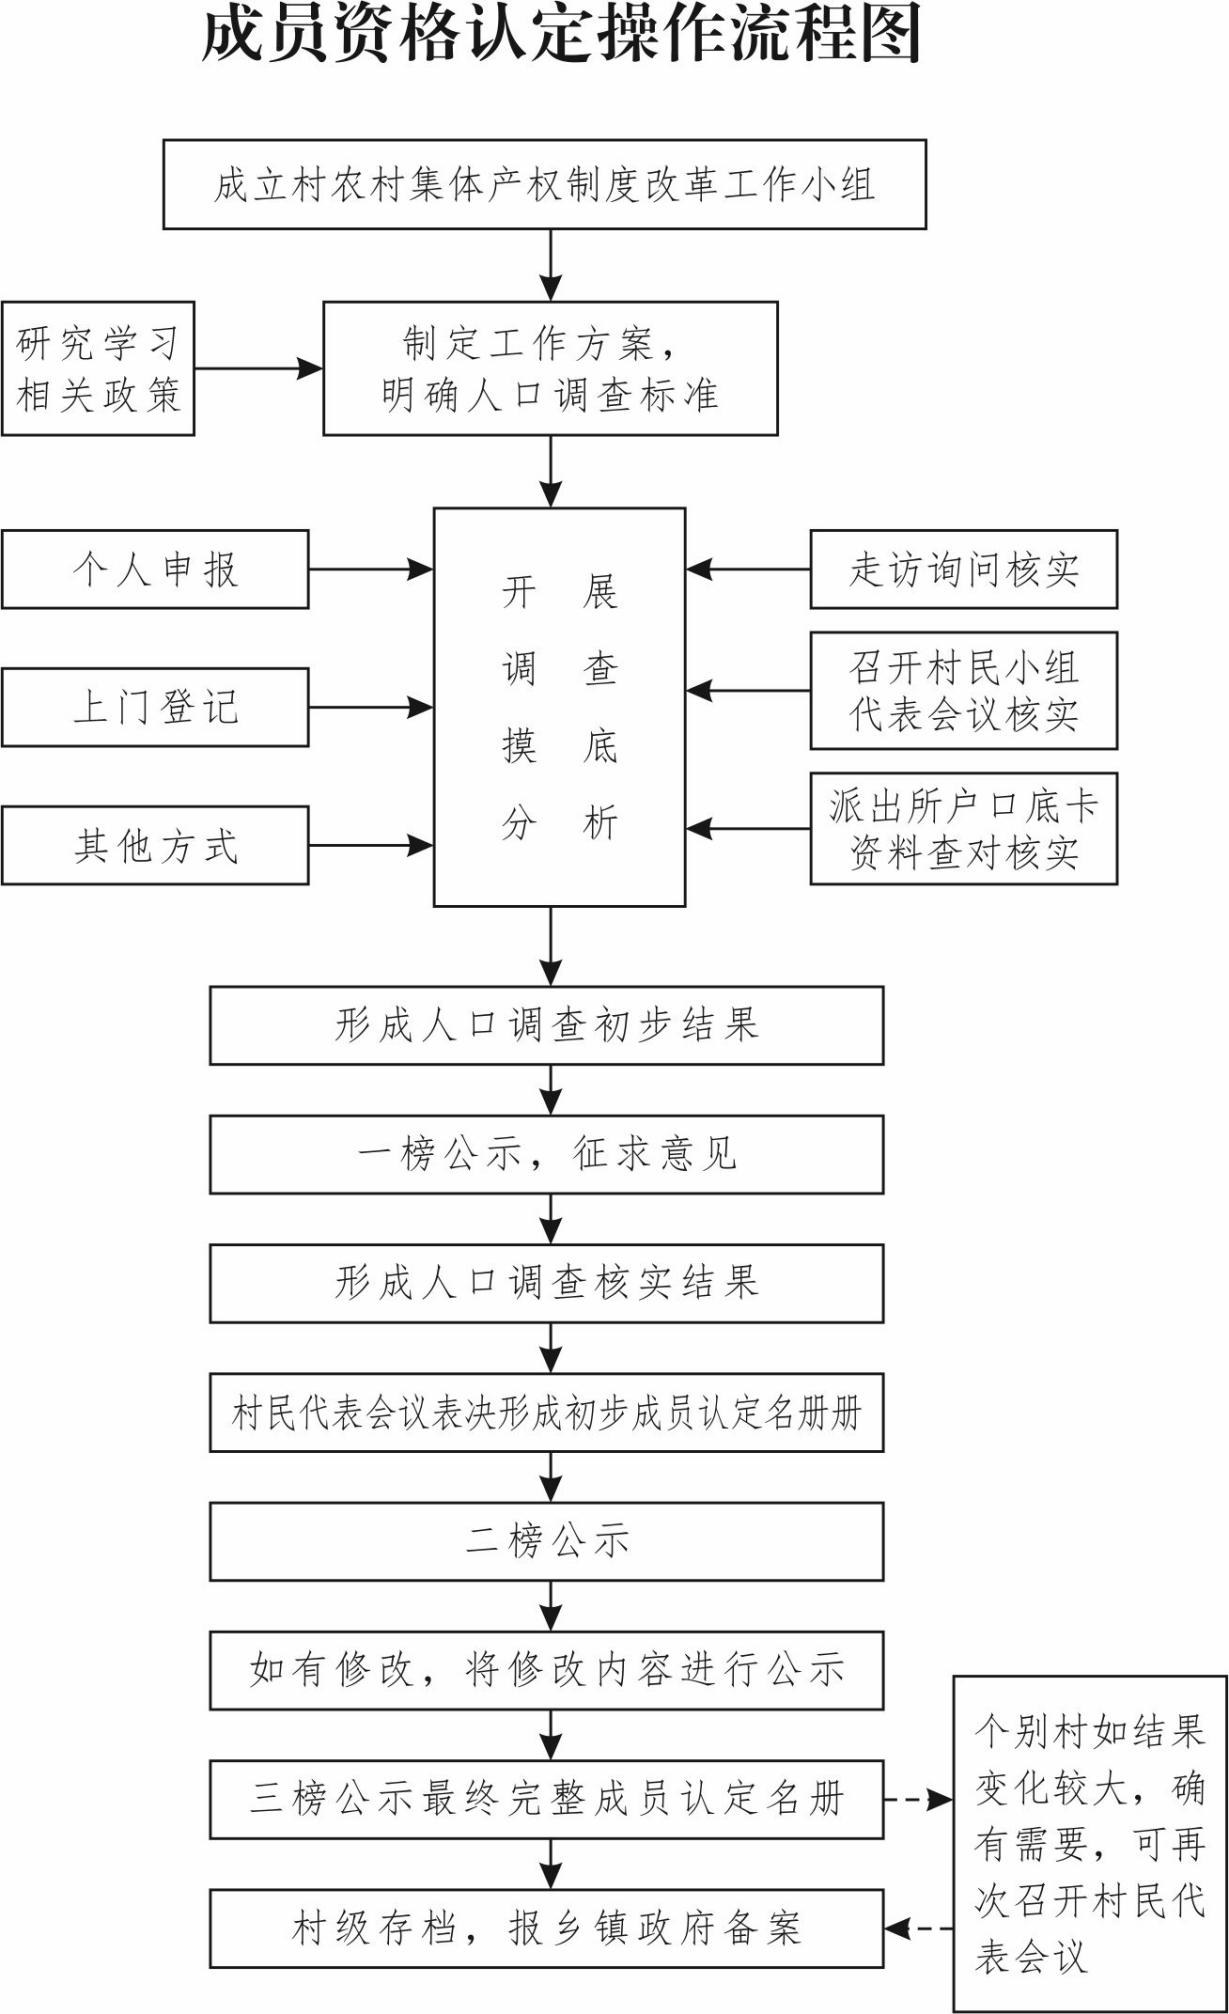 成员资格认定操作流程图
成立村农村集体产权制度改革工作小组
研究学习
相关政策
制定工作方案，
明确人口调查标准
个人申报
上门登记
其他方式
开展
调查
摸底
分析
走访询问核实
召开村民小组
代表会议核实
派出所户口底卡
资料查对核实
形成人口调查初步结果
一榜公示，征求意见
形成人口调查核实结果
村民代表会议表决形成初步成员认定名册册
二榜公示
如有修改，将修改内容进行公示
三榜公示最终完整成员认定名册
个别村如结果
变化较大，确
有需要，可再
次召开村民代
表会议
村级存档，报乡镇政府备案